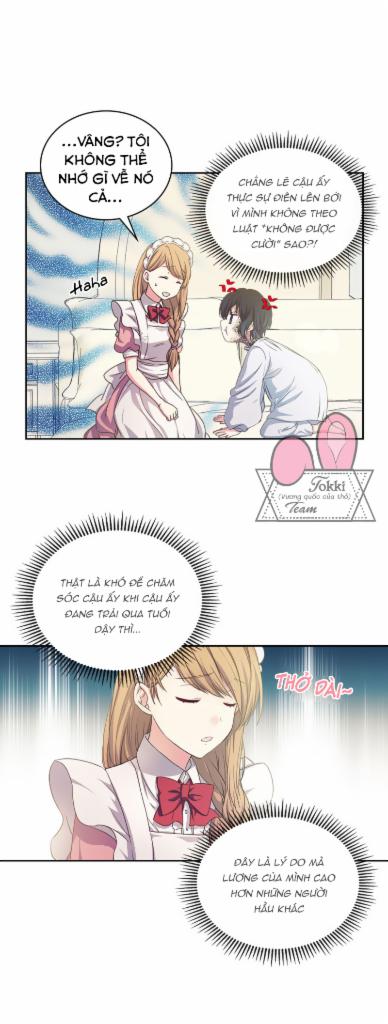 ...VÂNG? TÔI
KHÔNG THỂ
NHỚ GÌ VỀ NÓ
CẢ...
CHẲNG LẼ CẬU ẤY
THỰC SỰ ĐIÊN LÊN BỞI
VÌ MÌNH KHÔNG THEO
LUẬT "KHÔNG ĐƯỢC
CƯỜI" SAO?!
Haha
Tokki
(Vương quốc của thỏ)
Team
THẬT LÀ KHÓ ĐỂ CHĂM
SÓC CẬU ẤY KHI CẬU ẤY
ĐANG TRẢI QUA TUỔI
DẬY THÌ...
THỞ DÀI~
ĐÂY LÀ LÝ DO MÀ
LƯƠNG CỦA MÌNH CAO
HƠN NHỮNG NGƯỜI
HẦU KHÁC